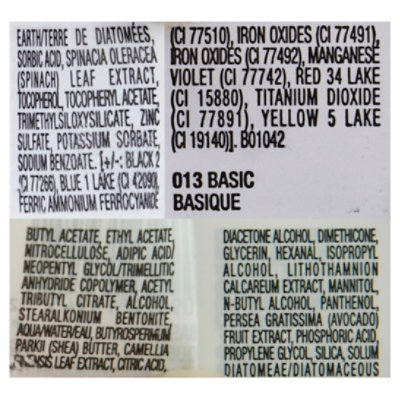 EARTH/TERRE DE DIATOMÉES,
SORBIC ACID, SPINACIA OLERACEA
(SPINACH) LEAF EXTRACT,
TOCOPHEROL, TOCOPHERYL ACETATE,
TRIMETHYLSILOXYSILICATE, ZINC
SULFATE, POTASSIUM SORBATE,
SODIUM BENZOATE. [+/-: BLACK 2
(CI 77266), BLUE 1 LAKE (CI 42090),
FERRIC AMMONIUM FERROCYANIDE
(CI 77510), IRON OXIDES (CI 77491),
IRON OXIDES (CI 77492), MANGANESE
VIOLET (CI 77742), RED 34 LAKE
(CI 15880), TITANIUM DIOXIDE
(CI 77891), YELLOW 5 LAKE
(CI 19140)]. B01042
013 BASIC
BASIQUE
BUTYL ACETATE, ETHYL ACETATE,
NITROCELLULOSE, ADIPIC ACID/
NEOPENTYL GLYCOL/TRIMELLITIC
ANHYDRIDE COPOLYMER, ACETYL
TRIBUTYL CITRATE, ALCOHOL,
STEARALKONIUM BENTONITE,
AQUA/WATER/EAU, BUTYROSPERMUM
PARKII (SHEA) BUTTER, CAMELLIA
SINENSIS LEAF EXTRACT, CITRIC ACID,
DIACETONE ALCOHOL, DIMETHICONE,
GLYCERIN, HEXANAL, ISOPROPYL
ALCOHOL, LITHOTHAMNION
CALCAREUM EXTRACT, MANNITOL,
N-BUTYL ALCOHOL, PANTHENOL,
PERSEA GRATISSIMA (AVOCADO)
FRUIT EXTRACT, PHOSPHORIC ACID,
PROPYLENE GLYCOL, SILICA, SOLUM
DIATOMEAE/DIATOMACEOUS